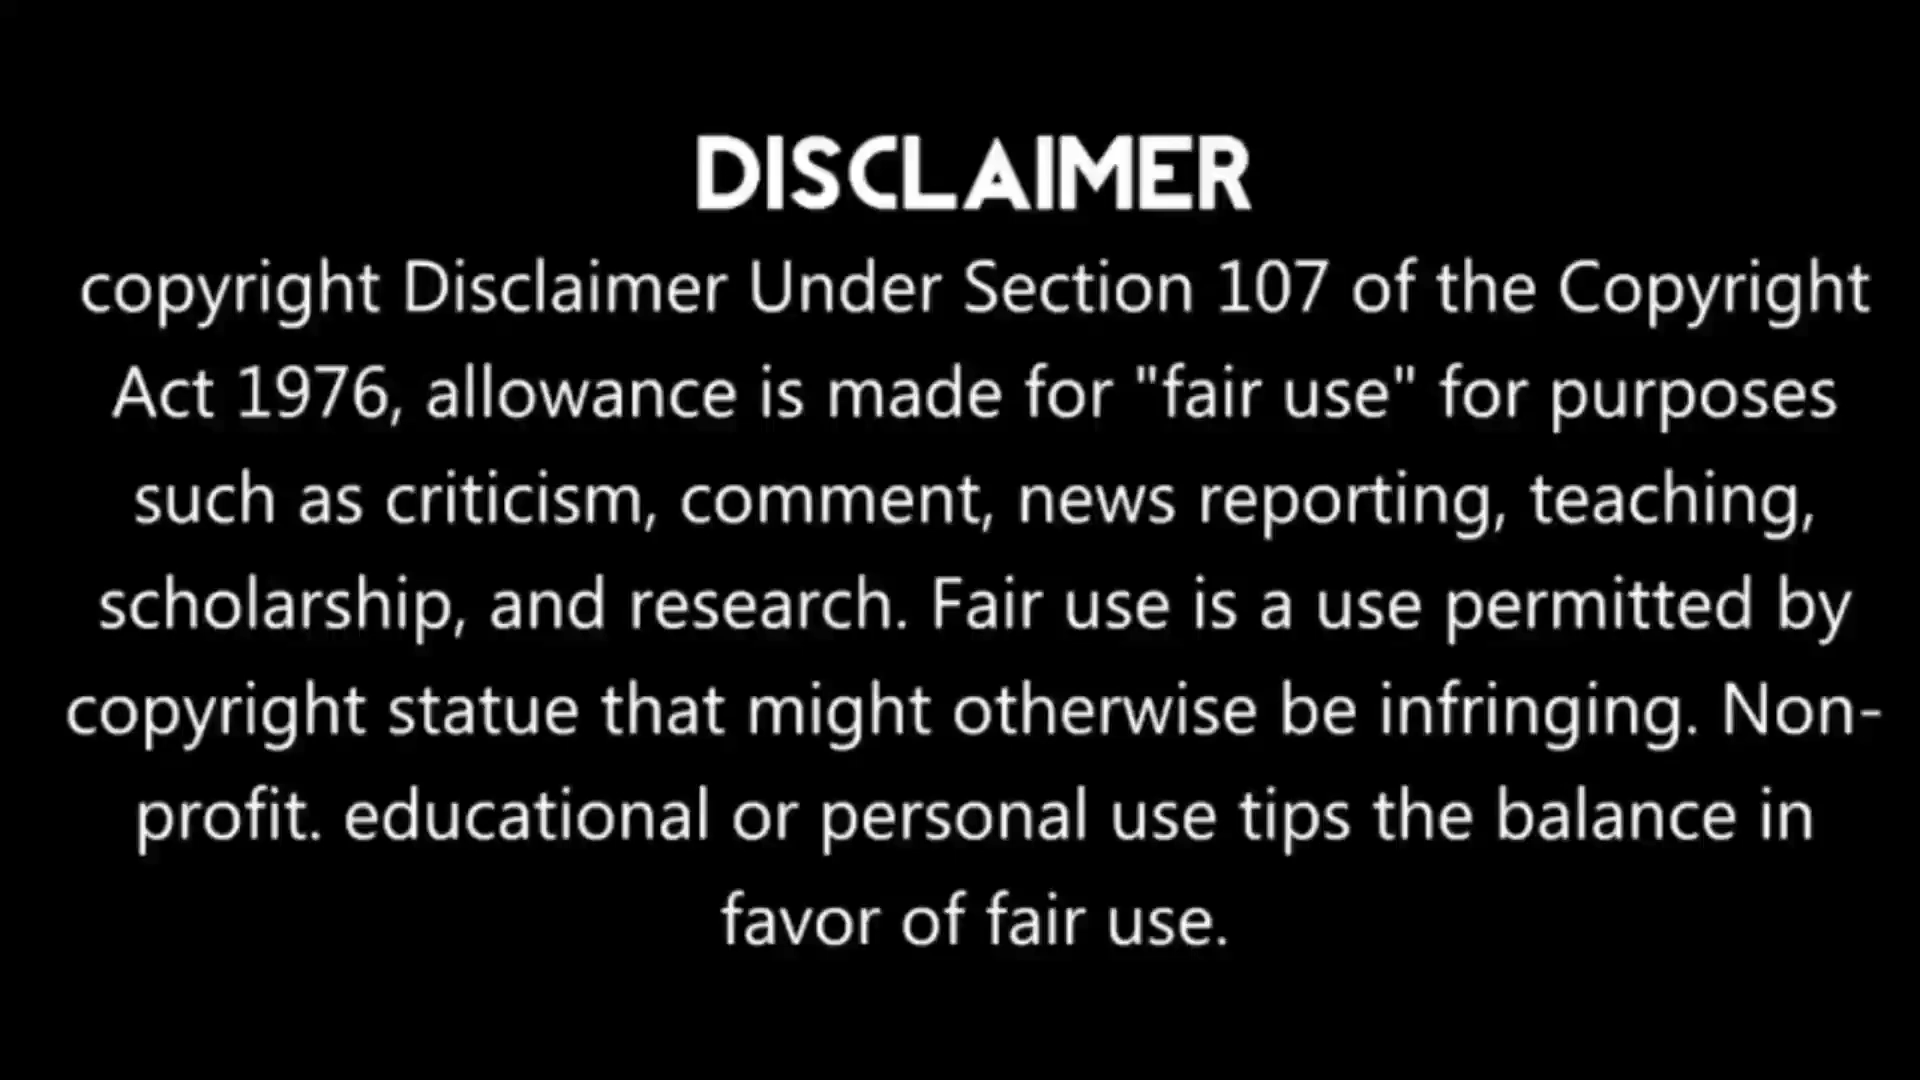 DISCLAIMER
copyright Disclaimer Under Section 107 of the Copyright
Act 1976, allowance is made for "fair use" for purposes
such as criticism, comment, news reporting, teaching,
scholarship, and research. Fair use is a use permitted by
copyright statue that might otherwise be infringing. Non-
profit. educational or personal use tips the balance in
favor of fair use.